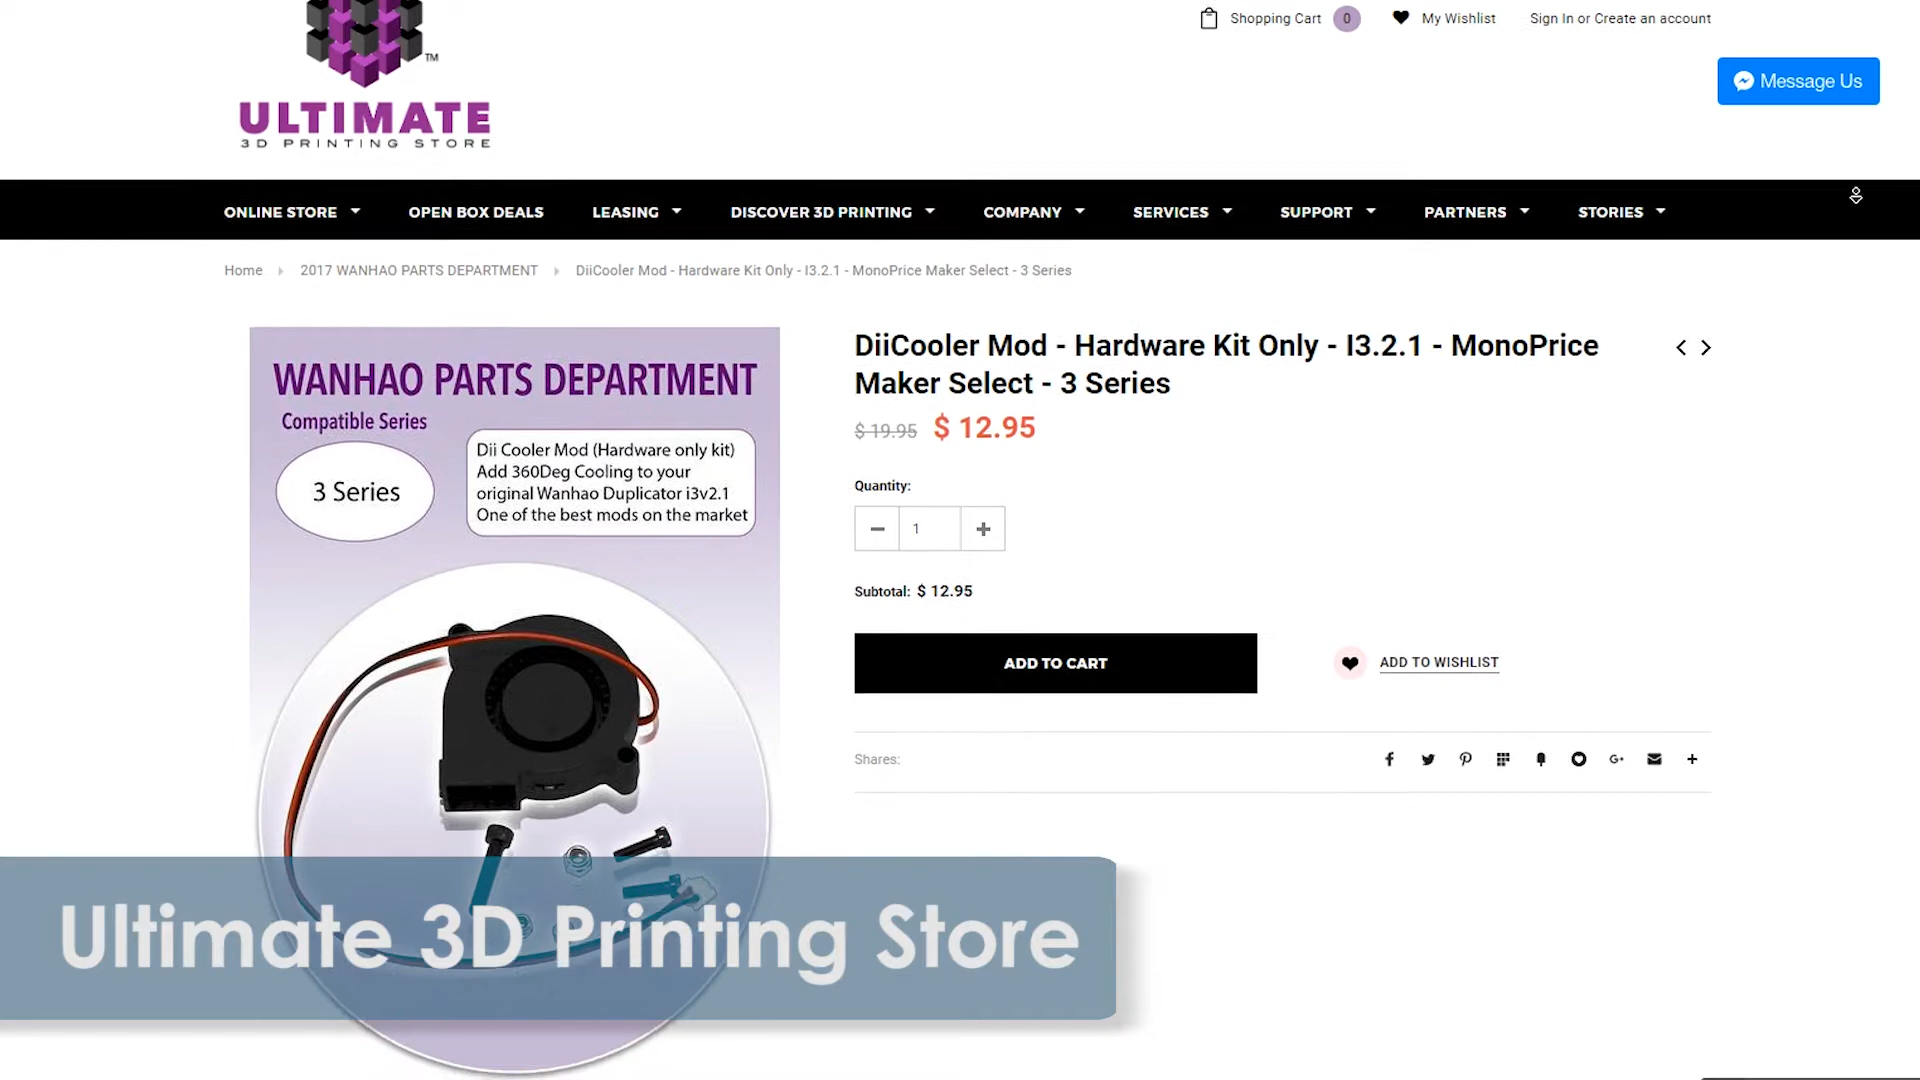 Shopping Cart 0
My Wishlist
Sign In or Create an account
TM
Message Us
ULTIMATE
3D PRINTING STORE
ONLINE STORE
OPEN BOX DEALS
LEASING
DISCOVER 3D PRINTING
COMPANY
SERVICES
SUPPORT
PARTNERS
STORIES
Home
2017 WANHAO PARTS DEPARTMENT
DiiCooler Mod - Hardware Kit Only - I3.2.1 - MonoPrice Maker Select - 3 Series
WANHAO PARTS DEPARTMENT
Compatible Series
3 Series
Dii Cooler Mod (Hardware only kit)
Add 360Deg Cooling to your
original Wanhao Duplicator i3v2.1
One of the best mods on the market
DiiCooler Mod - Hardware Kit Only - I3.2.1 - MonoPrice
Maker Select - 3 Series
$ 19.95 $ 12.95
Quantity:
1
Subtotal: $ 12.95
ADD TO CART
ADD TO WISHLIST
Shares:
Ultimate 3D Printing Store